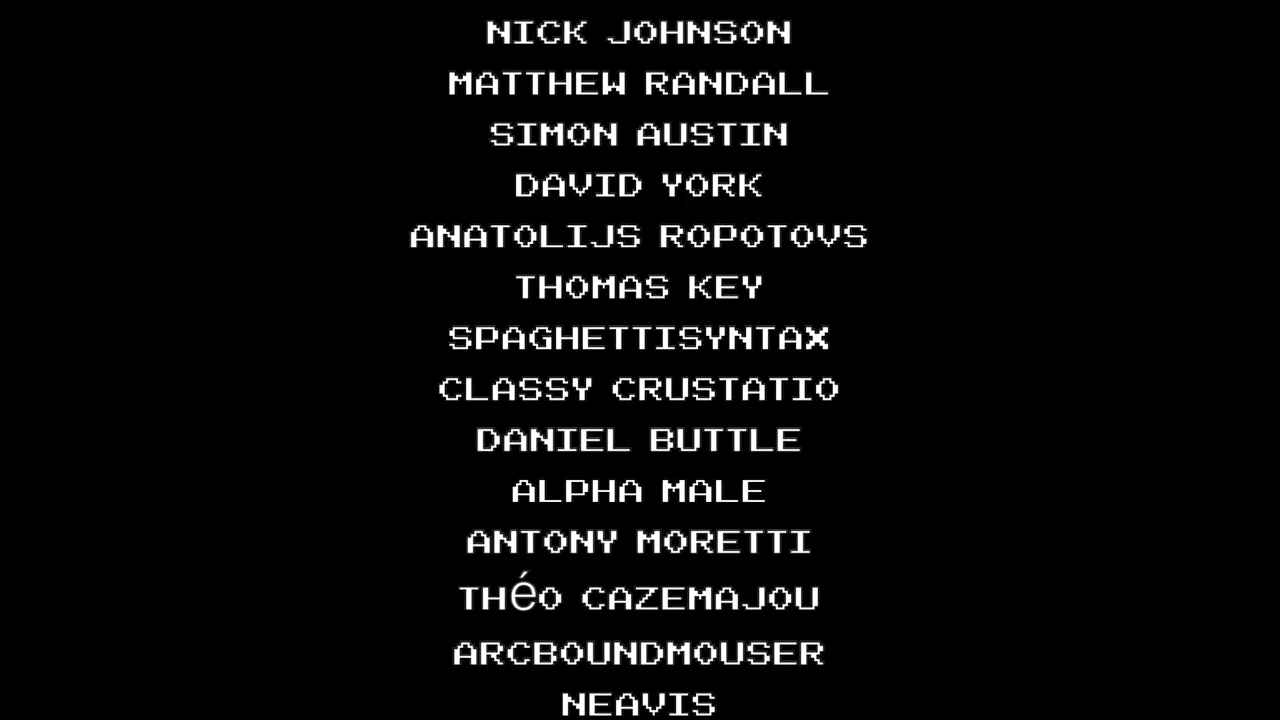 NICK JOHNSON
MATTHEW RANDALL
SIMON AUSTIN
DAVID YORK
ANATOLIJS ROPOTOVS
THOMAS KEY
SPAGHETTISYNTAX
CLASSY CRUSTATIO
DANIEL BUTTLE
ALPHA MALE
ANTONY MORETTI
THéO CAZEMAJOU
ARCBOUNDMOUSER
NEAVIS